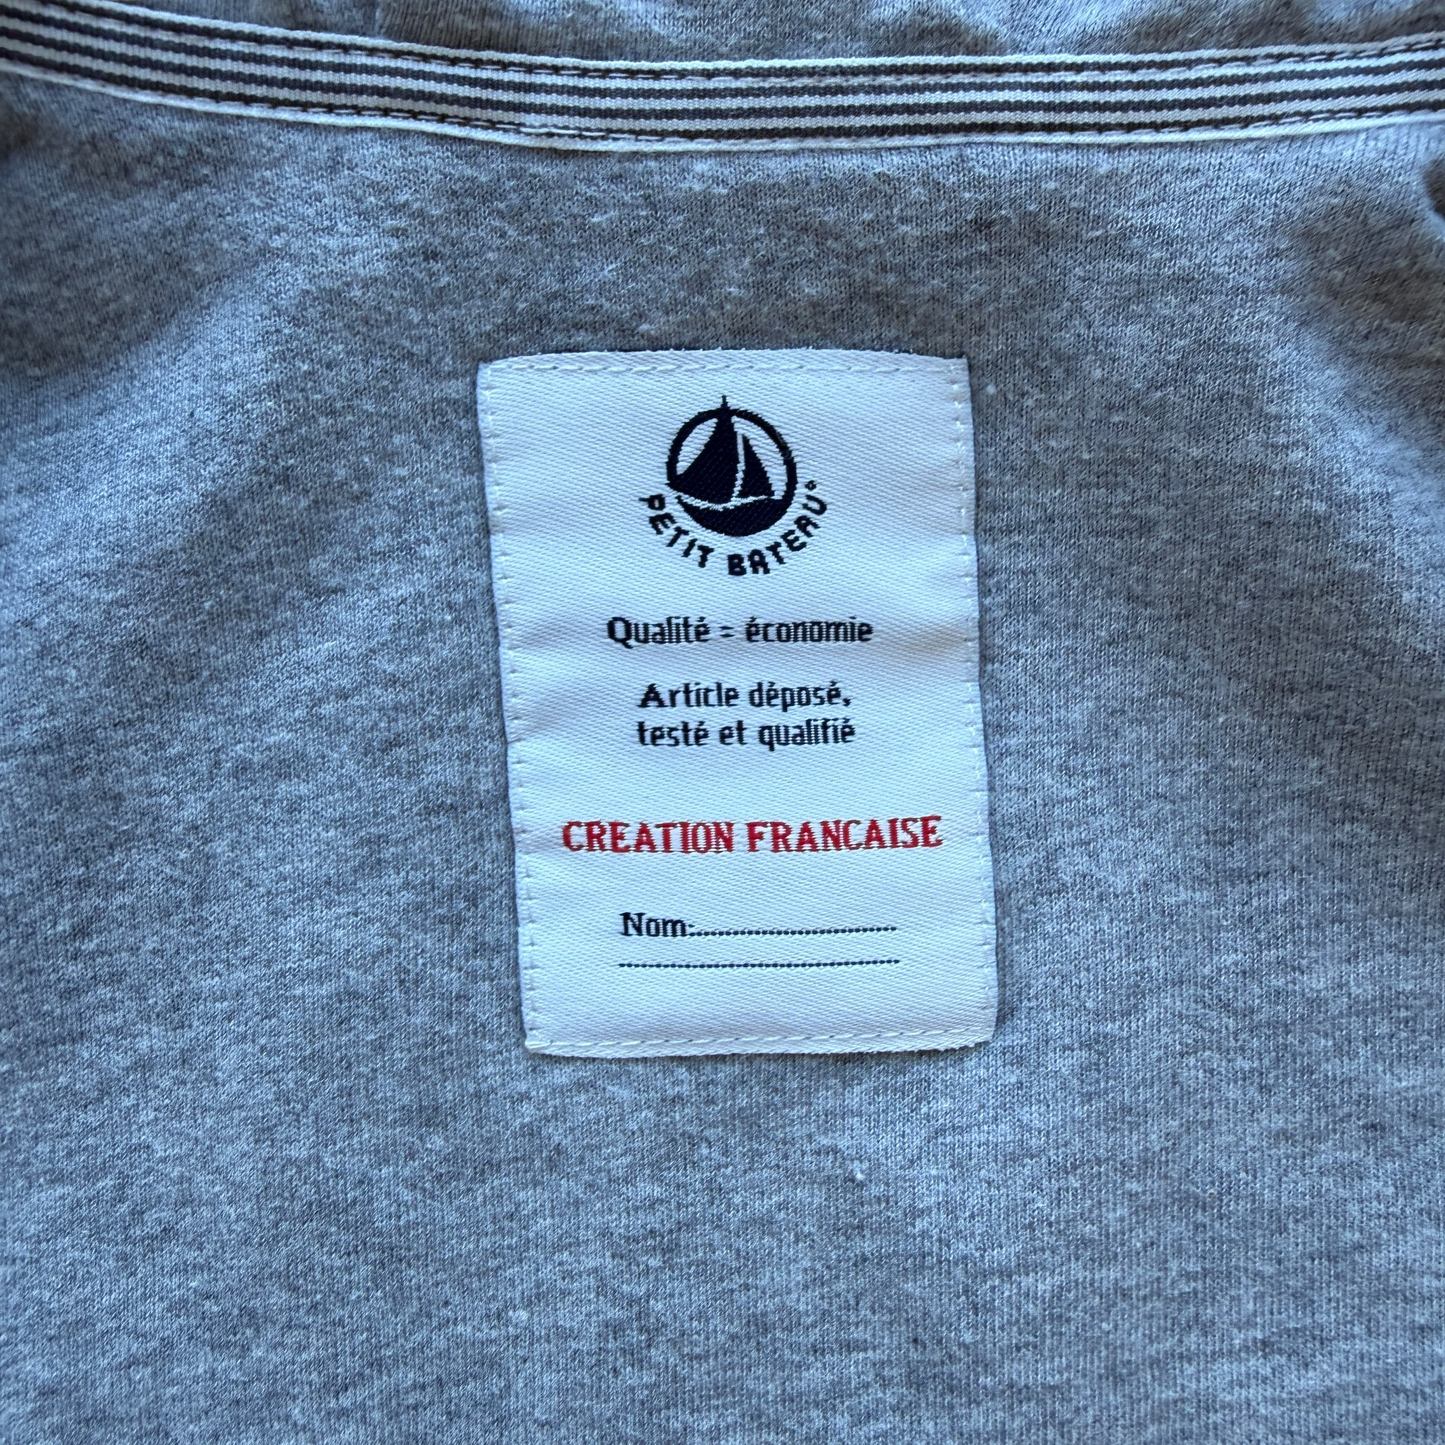 PETIT BATEAU
Qualité = économie
Article déposé,
testé et qualifié
CREATION FRANCAISE
Nom: